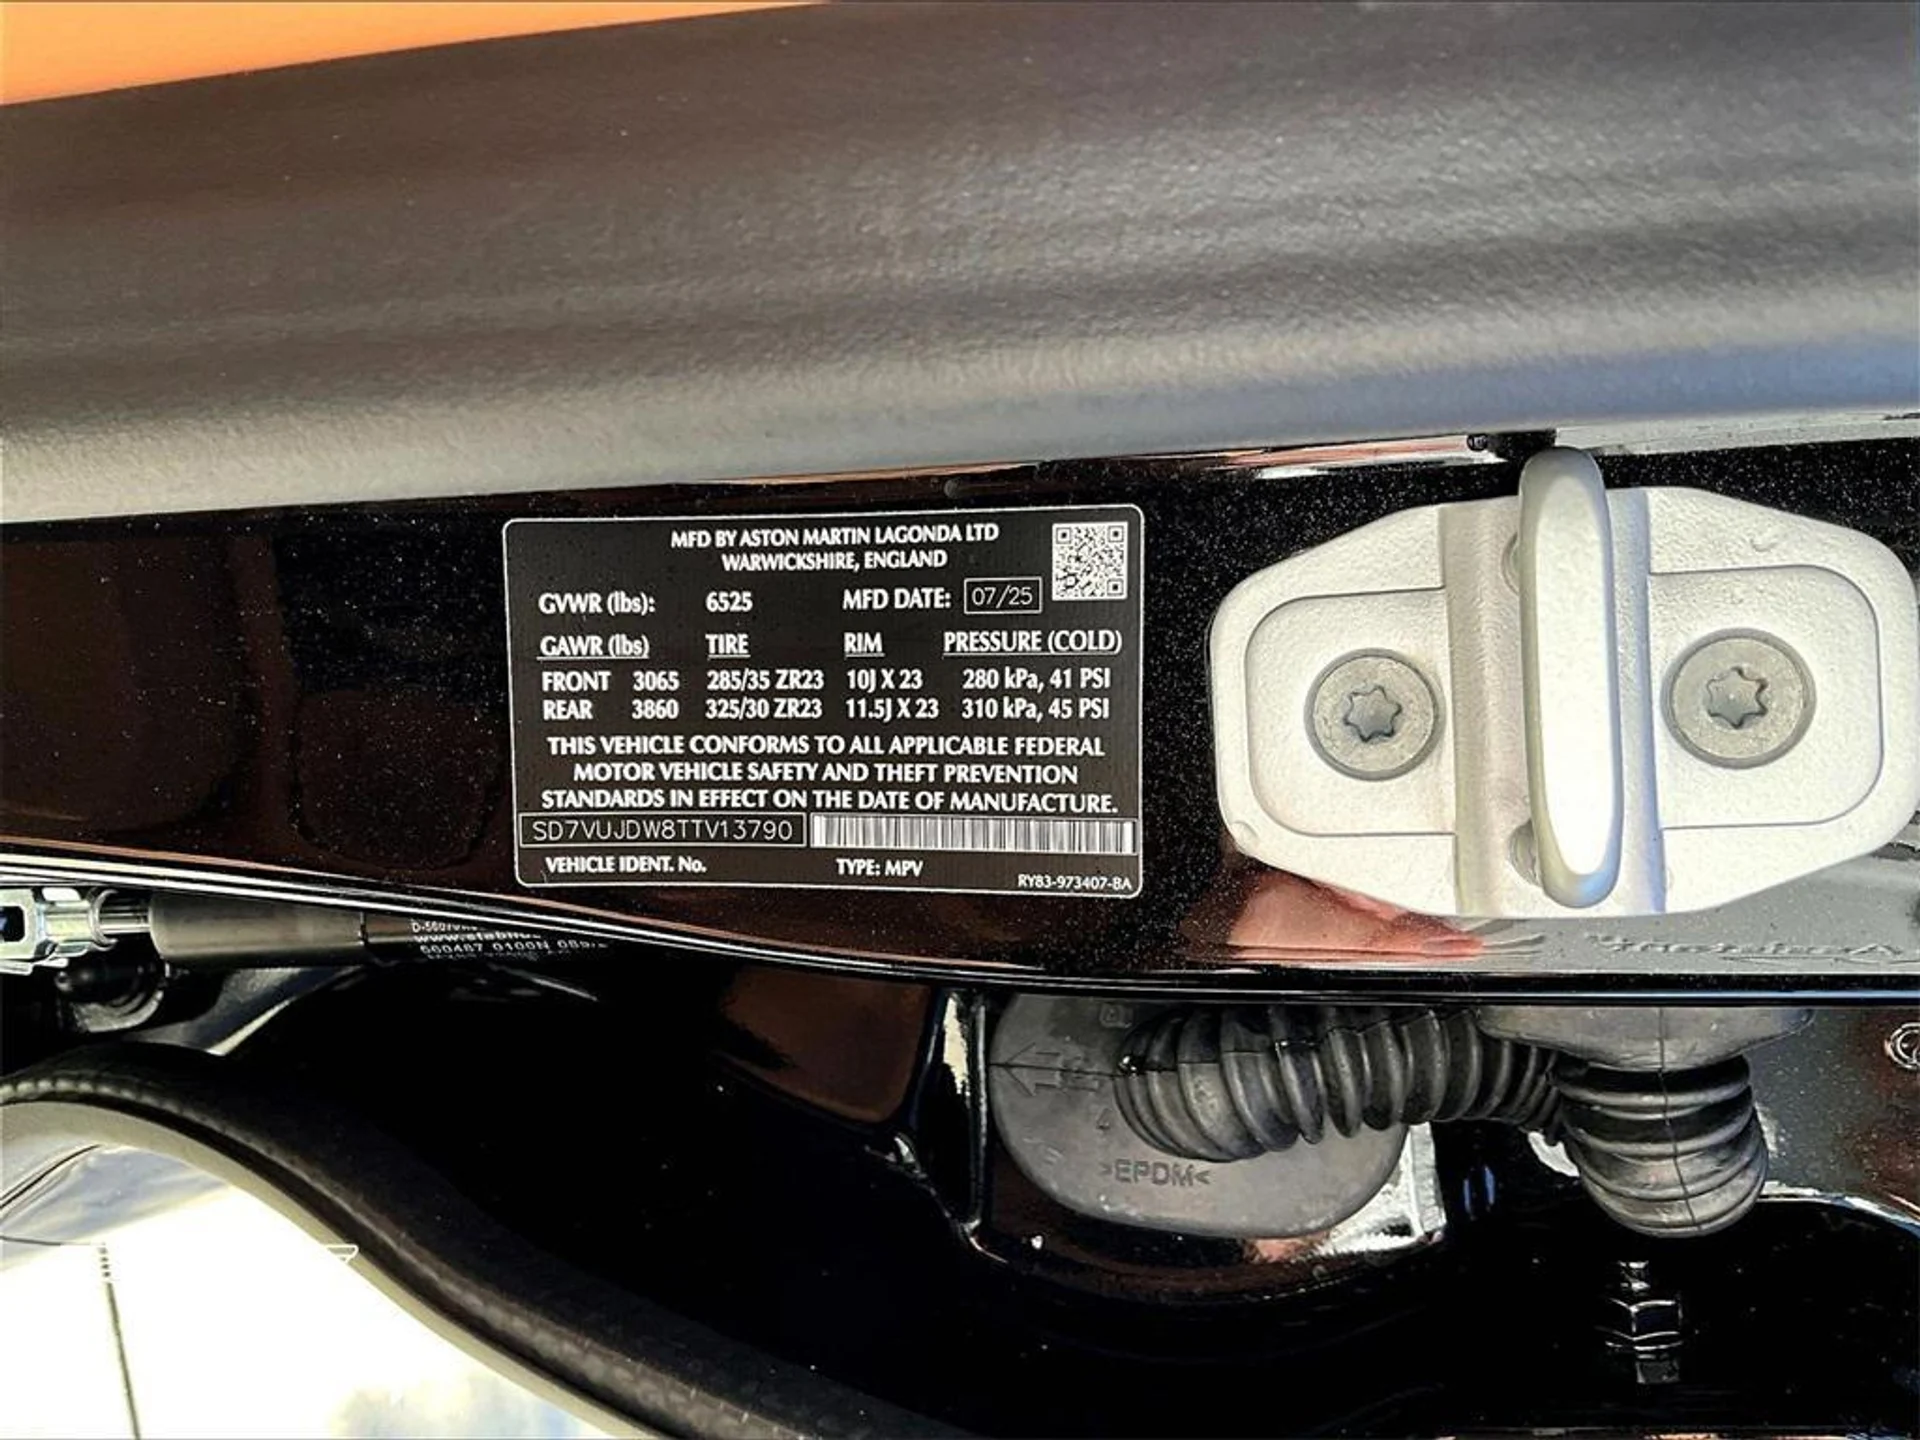 MFD BY ASTON MARTIN LAGONDA LTD
WARWICKSHIRE, ENGLAND
GVWR (lbs): 6525 MFD DATE: 07/25
GAWR (lbs) TIRE RIM PRESSURE (COLD)
FRONT 3065 285/35 ZR23 10J X 23 280 kPa, 41 PSI
REAR 3860 325/30 ZR23 11.5J X 23 310 kPa, 45 PSI
THIS VEHICLE CONFORMS TO ALL APPLICABLE FEDERAL
MOTOR VEHICLE SAFETY AND THEFT PREVENTION
STANDARDS IN EFFECT ON THE DATE OF MANUFACTURE.
SD7VUJDW8TTV13790
VEHICLE IDENT. No. TYPE: MPV
RY83-973407-BA
0100N
>EPDM<